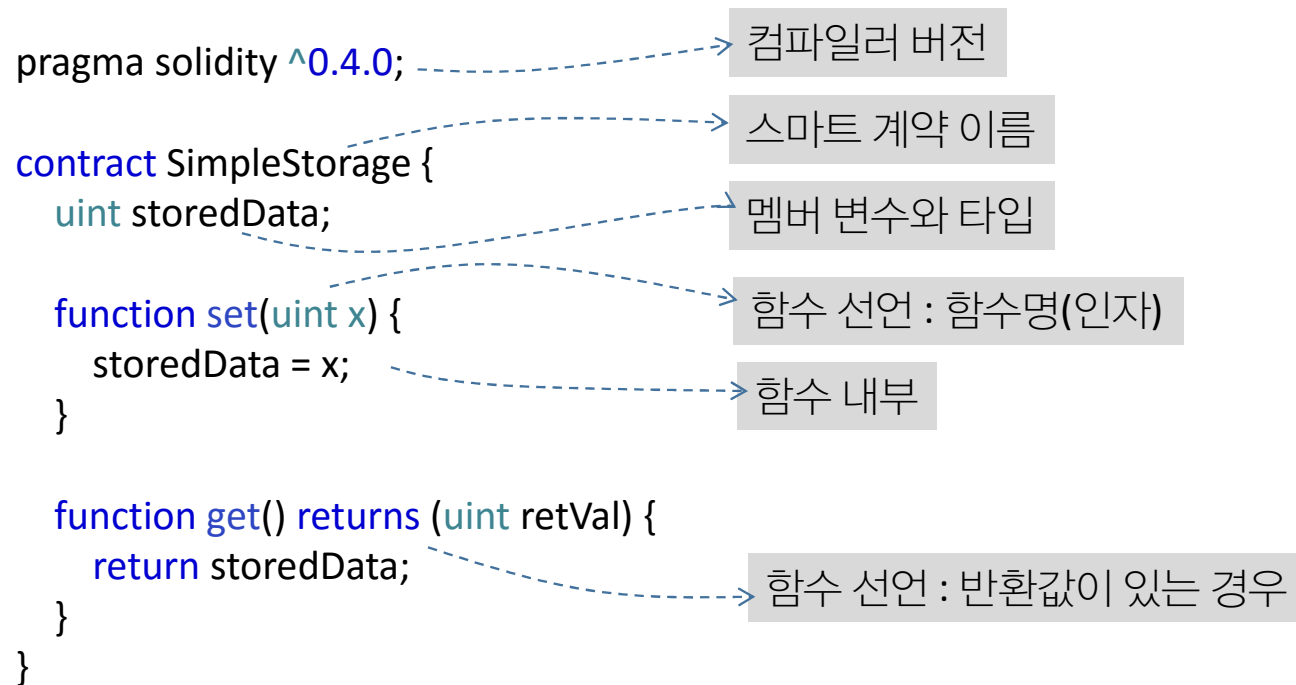 pragma solidity ^0.4.0;
컴파일러 버전
스마트 계약 이름
contract SimpleStorage {
uint storedData;
멤버 변수와 타입
function set(uint x) {
함수 선언 : 함수명(인자)
storedData = x;
함수 내부
}
function get() returns (uint retVal) {
return storedData;
함수 선언 : 반환값이 있는 경우
}
}